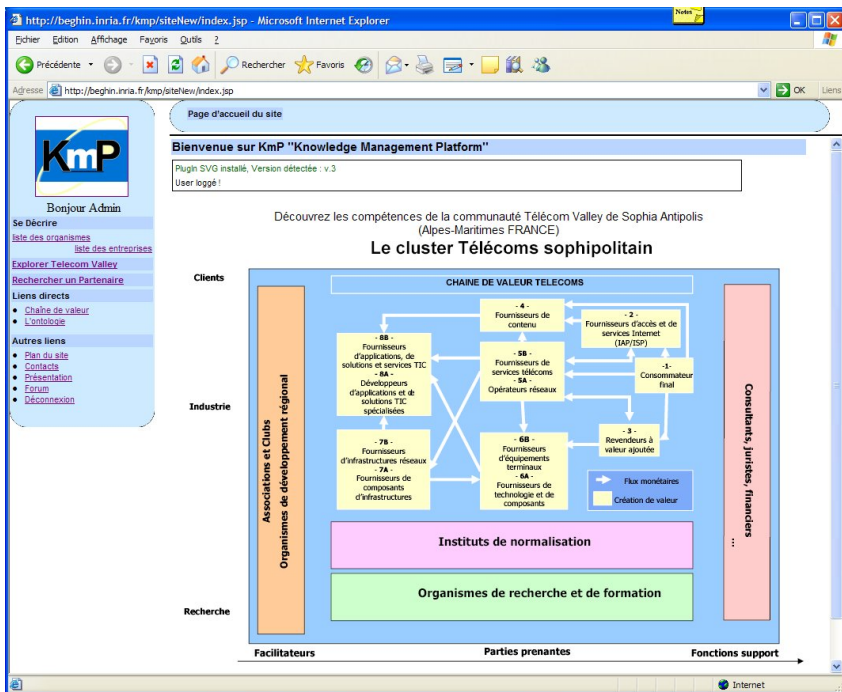 http://beghin.inria.fr/kmp/siteNew/index.jsp - Microsoft Internet Explorer
Notes
Fichier Edition Affichage Favoris Outils ?
Précédente Rechercher Favoris
Adresse http://beghin.inria.fr/kmp/siteNew/index.jsp OK Liens
KmP
Bonjour Admin
Se Décrire
liste des organismes
liste des entreprises
Explorer Telecom Valley
Rechercher un Partenaire
Liens directs
Chaîne de valeur
L'ontologie
Autres liens
Plan du site
Contacts
Présentation
Forum
Déconnexion
Page d'accueil du site
Bienvenue sur KmP "Knowledge Management Platform"
PlugIn SVG installé, Version détectée : v.3
User loggé !
Découvrez les compétences de la communauté Télécom Valley de Sophia Antipolis
(Alpes-Maritimes FRANCE)
Le cluster Télécoms sophipolitain
Clients
Industrie
Recherche
Associations et Clubs
Organismes de développement régional
CHAINE DE VALEUR TELECOMS
- 4 -
Fournisseurs de
contenu
- 2 -
Fournisseurs d'accès et de
services Internet
(IAP/ISP)
- 8B -
Fournisseurs
d'applications, de
solutions et services TIC
- 8A -
Développeurs
d'applications et de
solutions TIC
spécialisées
- 5B -
Fournisseurs de
services télécoms
- 5A -
Opérateurs réseaux
-1-
Consommateur
final
- 3 -
Revendeurs à
valeur ajoutée
- 7B -
Fournisseurs
d'infrastructures réseaux
- 7A -
Fournisseurs de
composants
d'infrastructures
- 6B -
Fournisseurs
d'équipements
terminaux
- 6A -
Fournisseurs de
technologie et de
composants
Flux monétaires
Création de valeur
Instituts de normalisation
Organismes de recherche et de formation
Consultants, juristes, financiers
...
Facilitateurs
Parties prenantes
Fonctions support
Internet